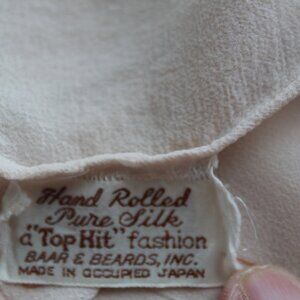 Hand Rolled
Pure Silk
a "Top Hit" fashion
BAAR & BEARDS, INC.
MADE IN OCCUPIED JAPAN